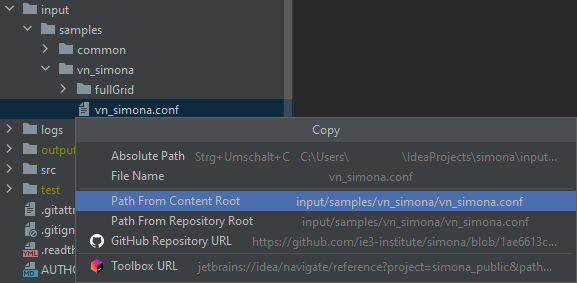 input
samples
common
vn_simona
fullGrid
vn_simona.conf
logs
output
src
test
.gitatt
.gitign
.readth
AUTHO
Copy
Absolute Path Strg+Umschalt+C C:\Users\ \IdeaProjects\simona\input...
File Name vn_simona.conf
Path From Content Root input/samples/vn_simona/vn_simona.conf
Path From Repository Root input/samples/vn_simona/vn_simona.conf
GitHub Repository URL https://github.com/ie3-institute/simona/blob/1ae6613c...
Toolbox URL jetbrains://idea/navigate/reference?project=simona_public&path...